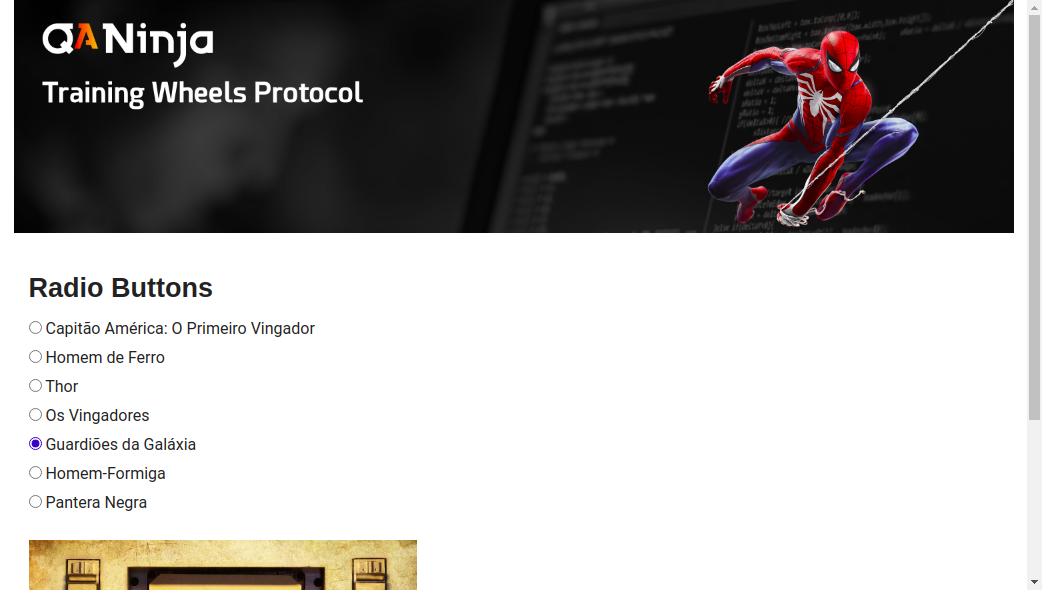 QANinja
Training Wheels Protocol
Radio Buttons
Capitão América: O Primeiro Vingador
Homem de Ferro
Thor
Os Vingadores
Guardiões da Galáxia
Homem-Formiga
Pantera Negra